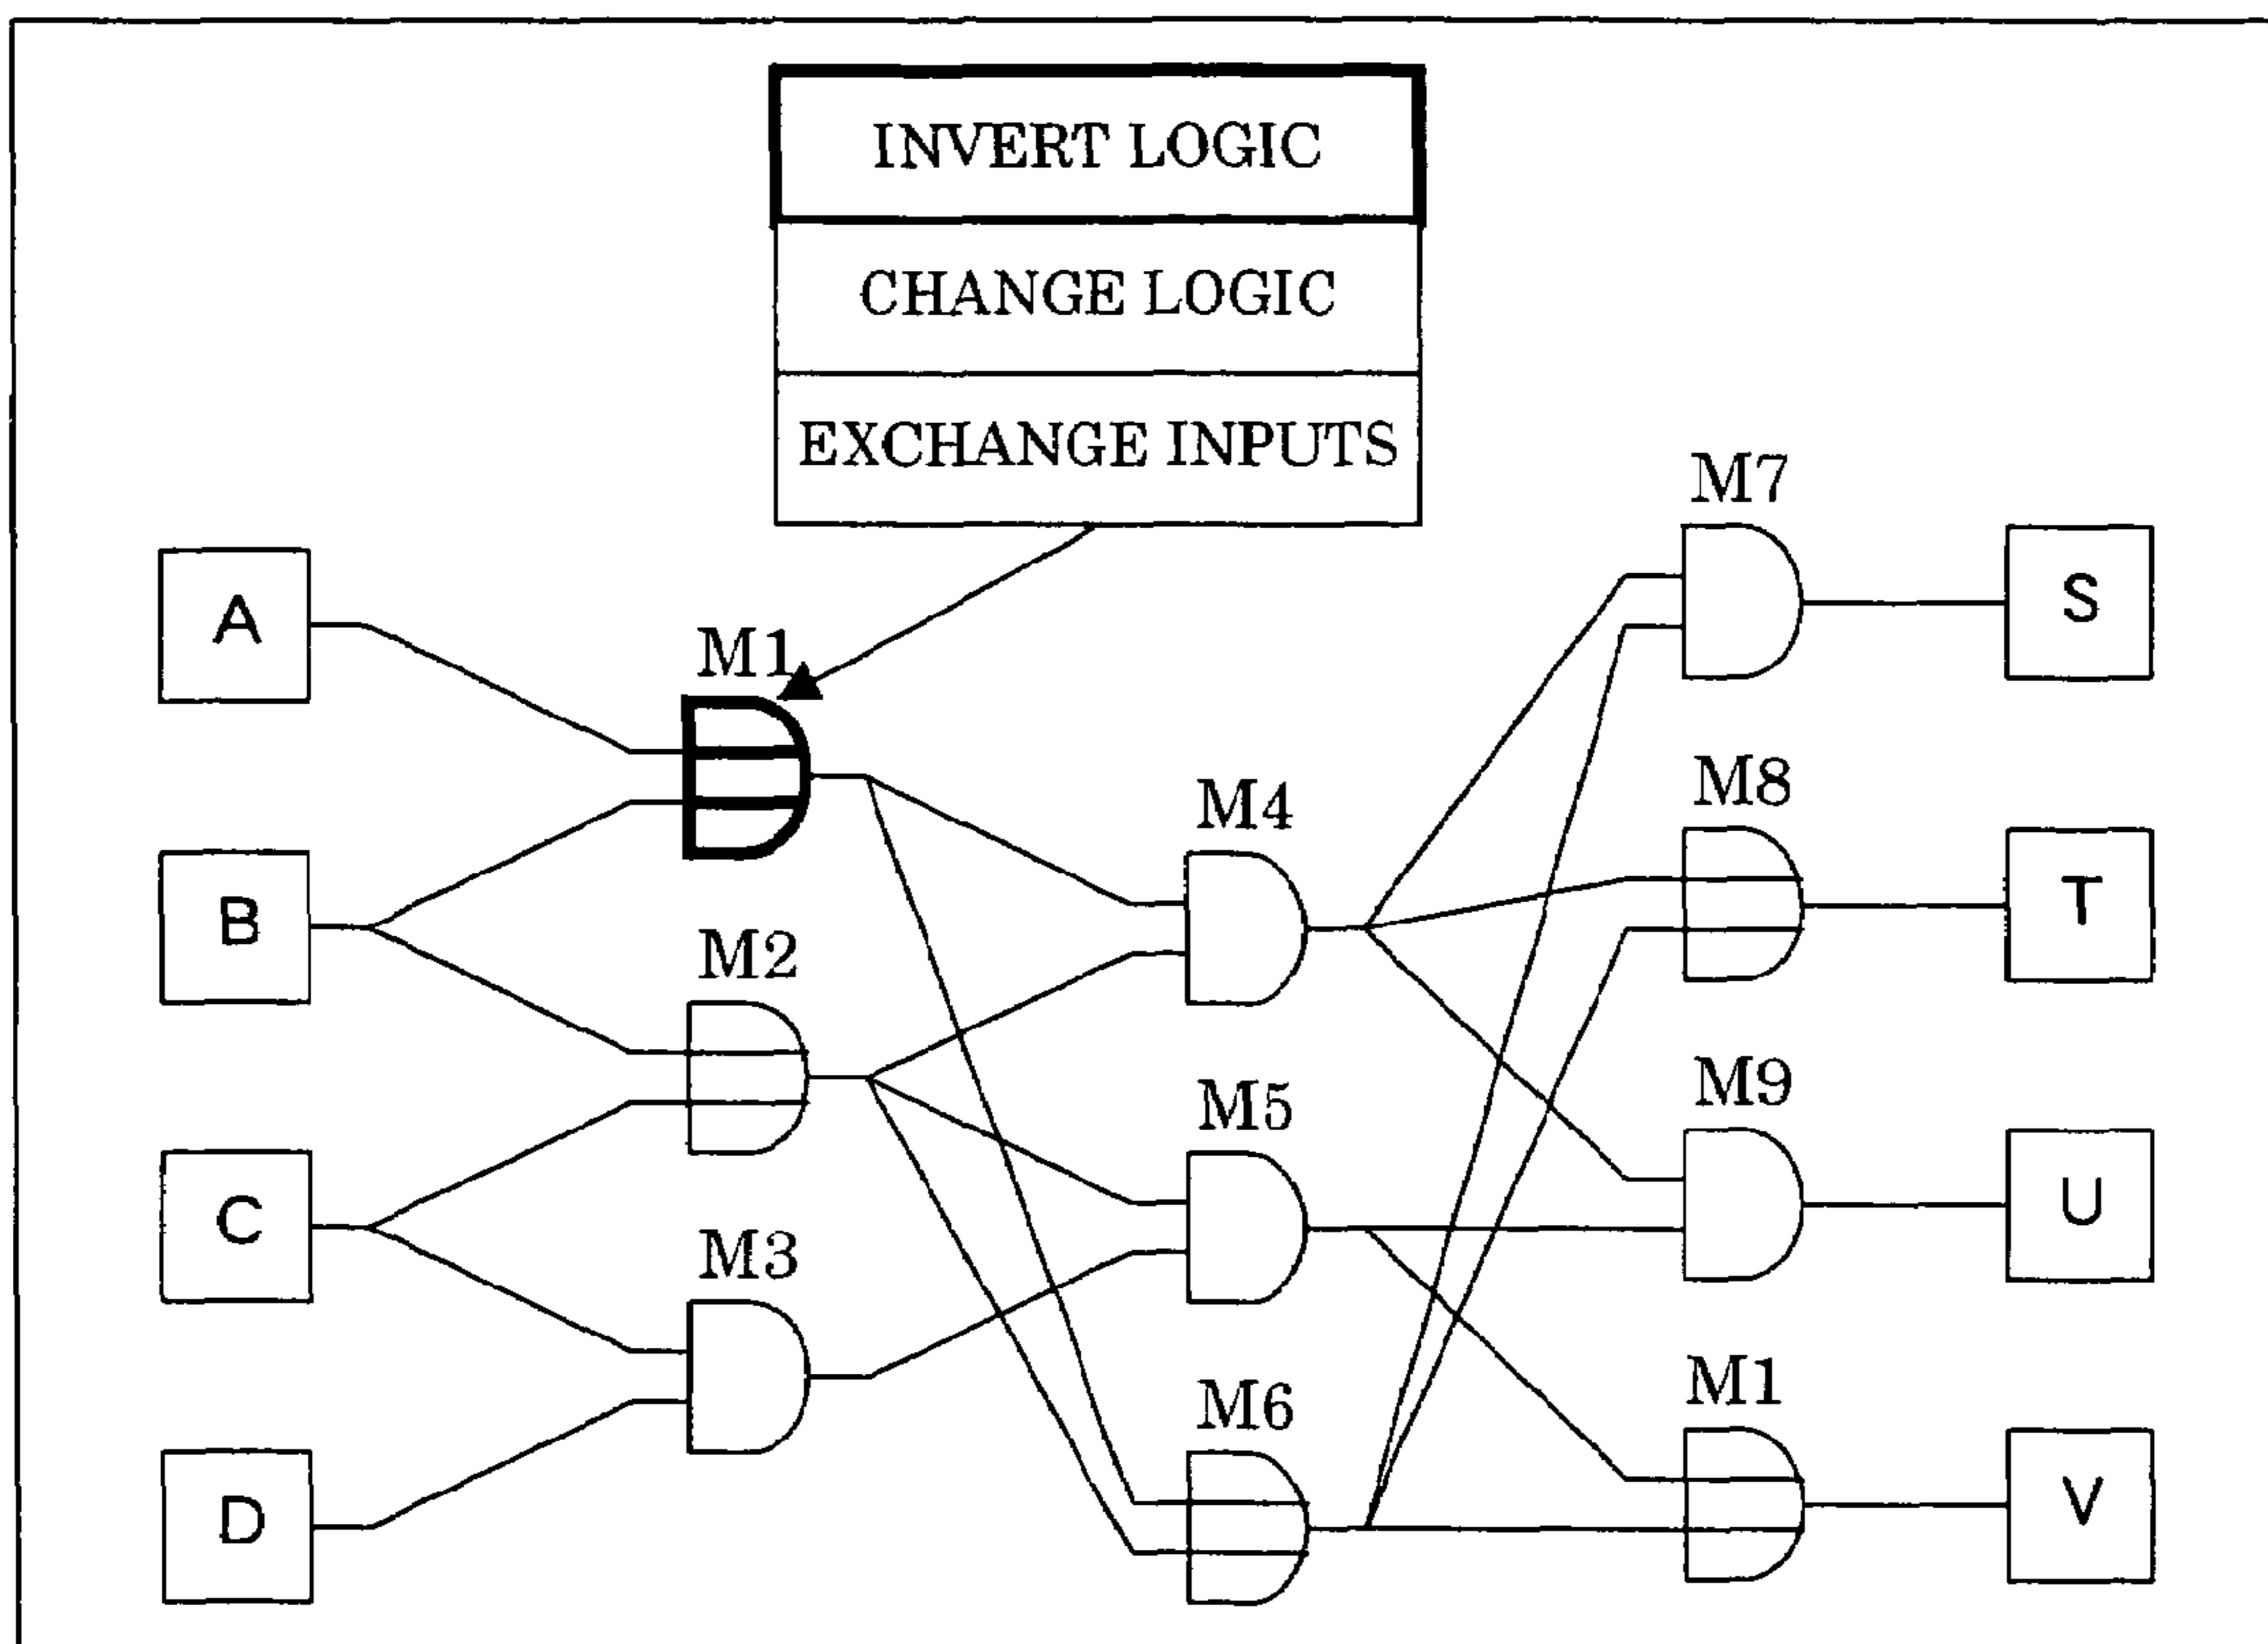 INVERT LOGIC
CHANGE LOGIC
EXCHANGE INPUTS
M7
A
S
M1
M4
M8
B
T
M2
M5
M9
C
U
M3
M6
M1
D
V